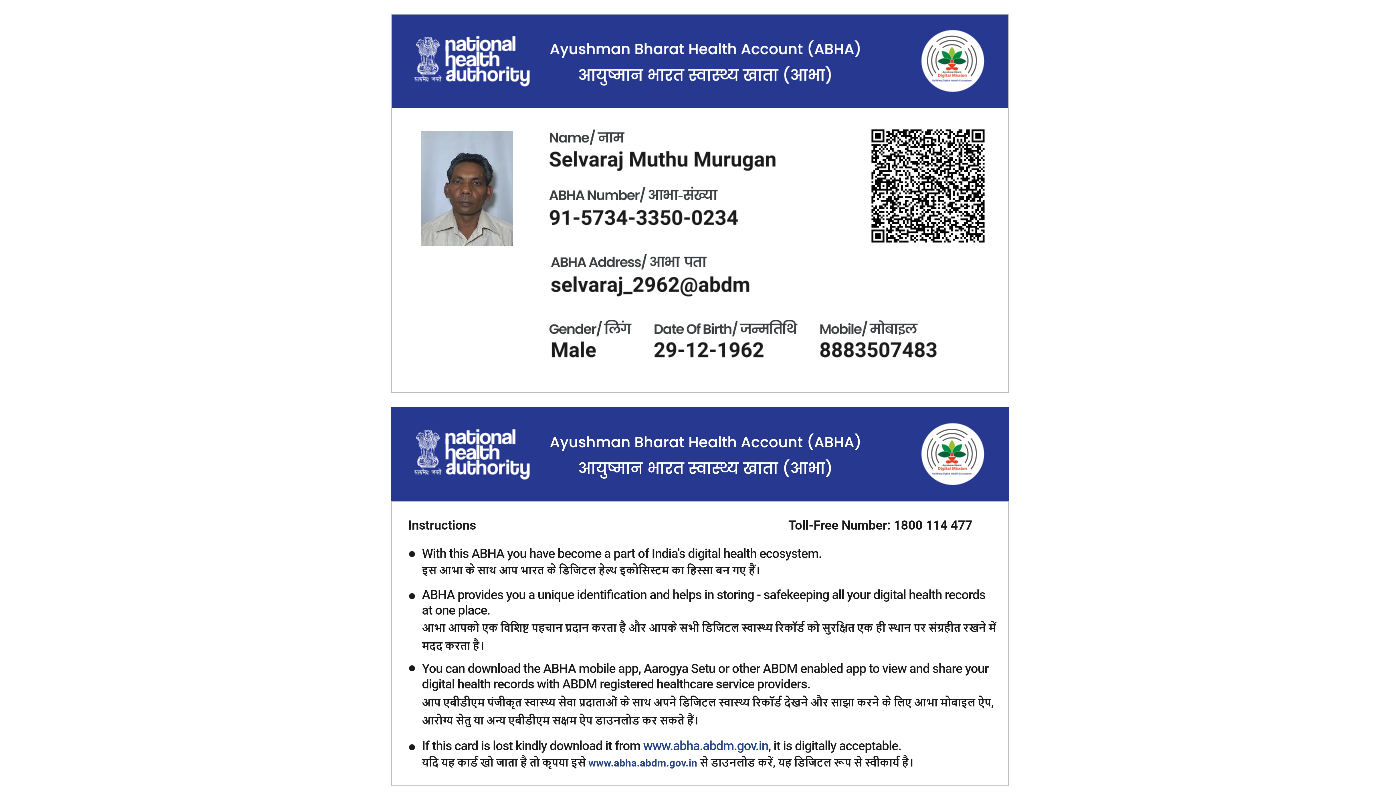 national
health
authority
सत्यमेव जयते
Ayushman Bharat Health Account (ABHA)
आयुष्मान भारत स्वास्थ्य खाता (आभा)
Digital Mission
Name/ नाम
Selvaraj Muthu Murugan
ABHA Number/ आभा-संख्या
91-5734-3350-0234
ABHA Address/ आभा पता
selvaraj_2962@abdm
Gender/ लिंग Date Of Birth/ जन्मतिथि Mobile/ मोबाइल
Male 29-12-1962 8883507483
national
health
authority
सत्यमेव जयते
Ayushman Bharat Health Account (ABHA)
आयुष्मान भारत स्वास्थ्य खाता (आभा)
Digital Mission
Instructions Toll-Free Number: 1800 114 477
With this ABHA you have become a part of India's digital health ecosystem.
इस आभा के साथ आप भारत के डिजिटल हेल्थ इकोसिस्टम का हिस्सा बन गए हैं।
ABHA provides you a unique identification and helps in storing - safekeeping all your digital health records
at one place.
आभा आपको एक विशिष्ट पहचान प्रदान करता है और आपके सभी डिजिटल स्वास्थ्य रिकॉर्ड को सुरक्षित एक ही स्थान पर संग्रहीत रखने में
मदद करता है।
You can download the ABHA mobile app, Aarogya Setu or other ABDM enabled app to view and share your
digital health records with ABDM registered healthcare service providers.
आप एबीडीएम पंजीकृत स्वास्थ्य सेवा प्रदाताओं के साथ अपने डिजिटल स्वास्थ्य रिकॉर्ड देखने और साझा करने के लिए आभा मोबाइल ऐप,
आरोग्य सेतु या अन्य एबीडीएम सक्षम ऐप डाउनलोड कर सकते हैं।
If this card is lost kindly download it from www.abha.abdm.gov.in, it is digitally acceptable.
यदि यह कार्ड खो जाता है तो कृपया इसे www.abha.abdm.gov.in से डाउनलोड करें, यह डिजिटल रूप से स्वीकार्य है।